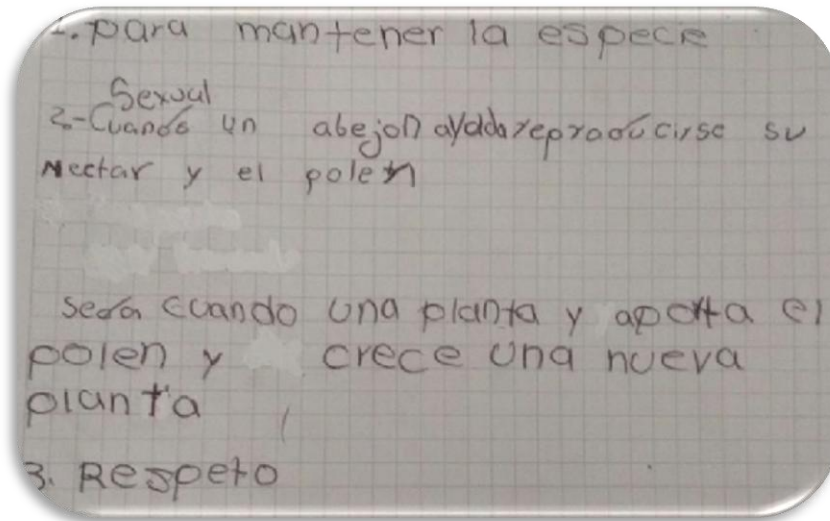 1. para mantener la especie
Sexual
2.-Cuando un abejon ayuda reproducirse su
Nectar y el polen
cuando una planta y aporta el
polen y crece una nueva
planta
3. Respeto